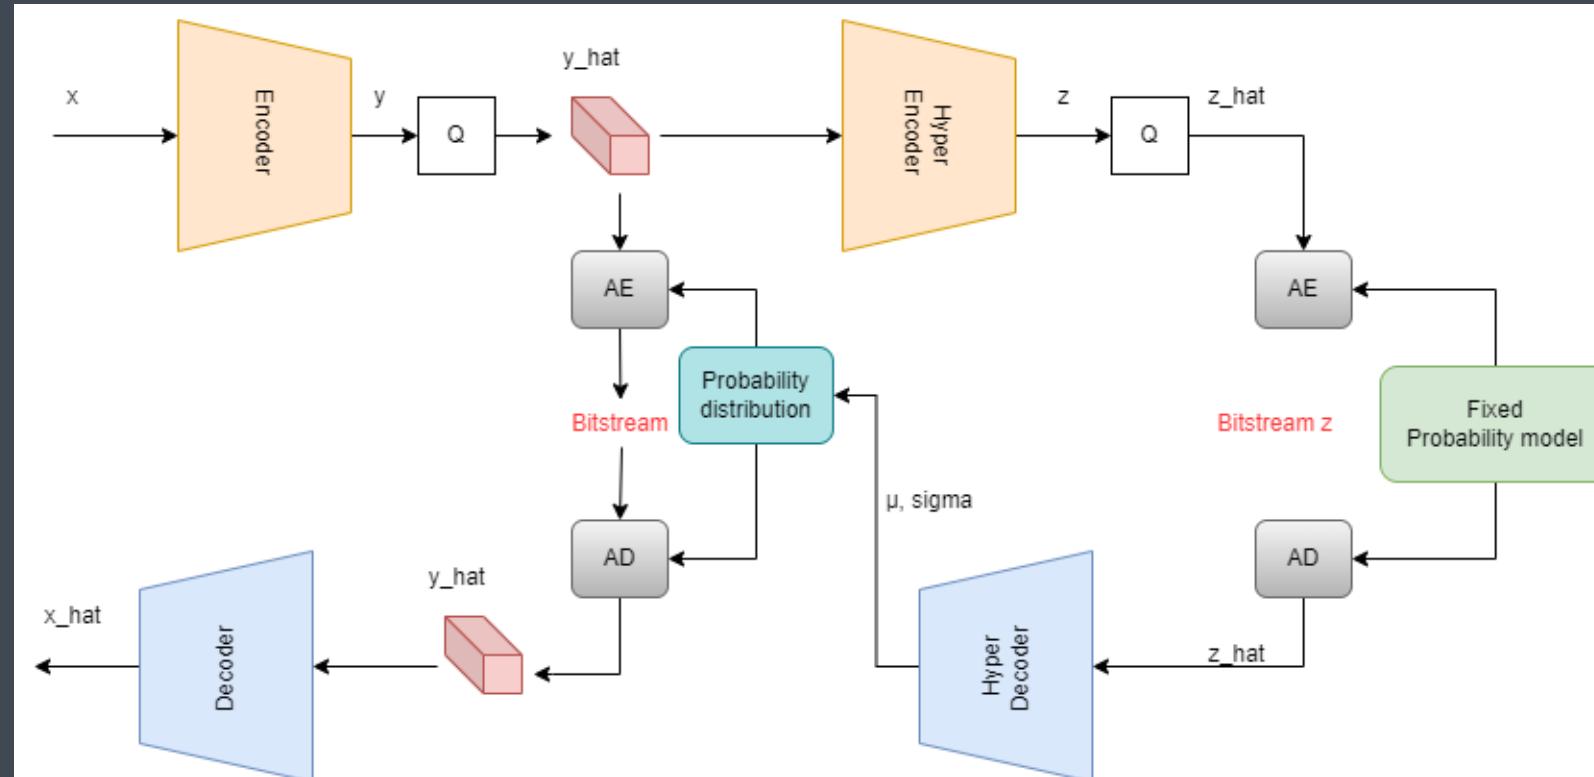 x
Encoder
y
Q
y_hat
Hyper
Encoder
z
Q
z_hat
AE
AE
Probability
distribution
Bitstream
Bitstream z
Fixed
Probability model
µ, sigma
AD
AD
y_hat
x_hat
Decoder
Hyper
Decoder
z_hat